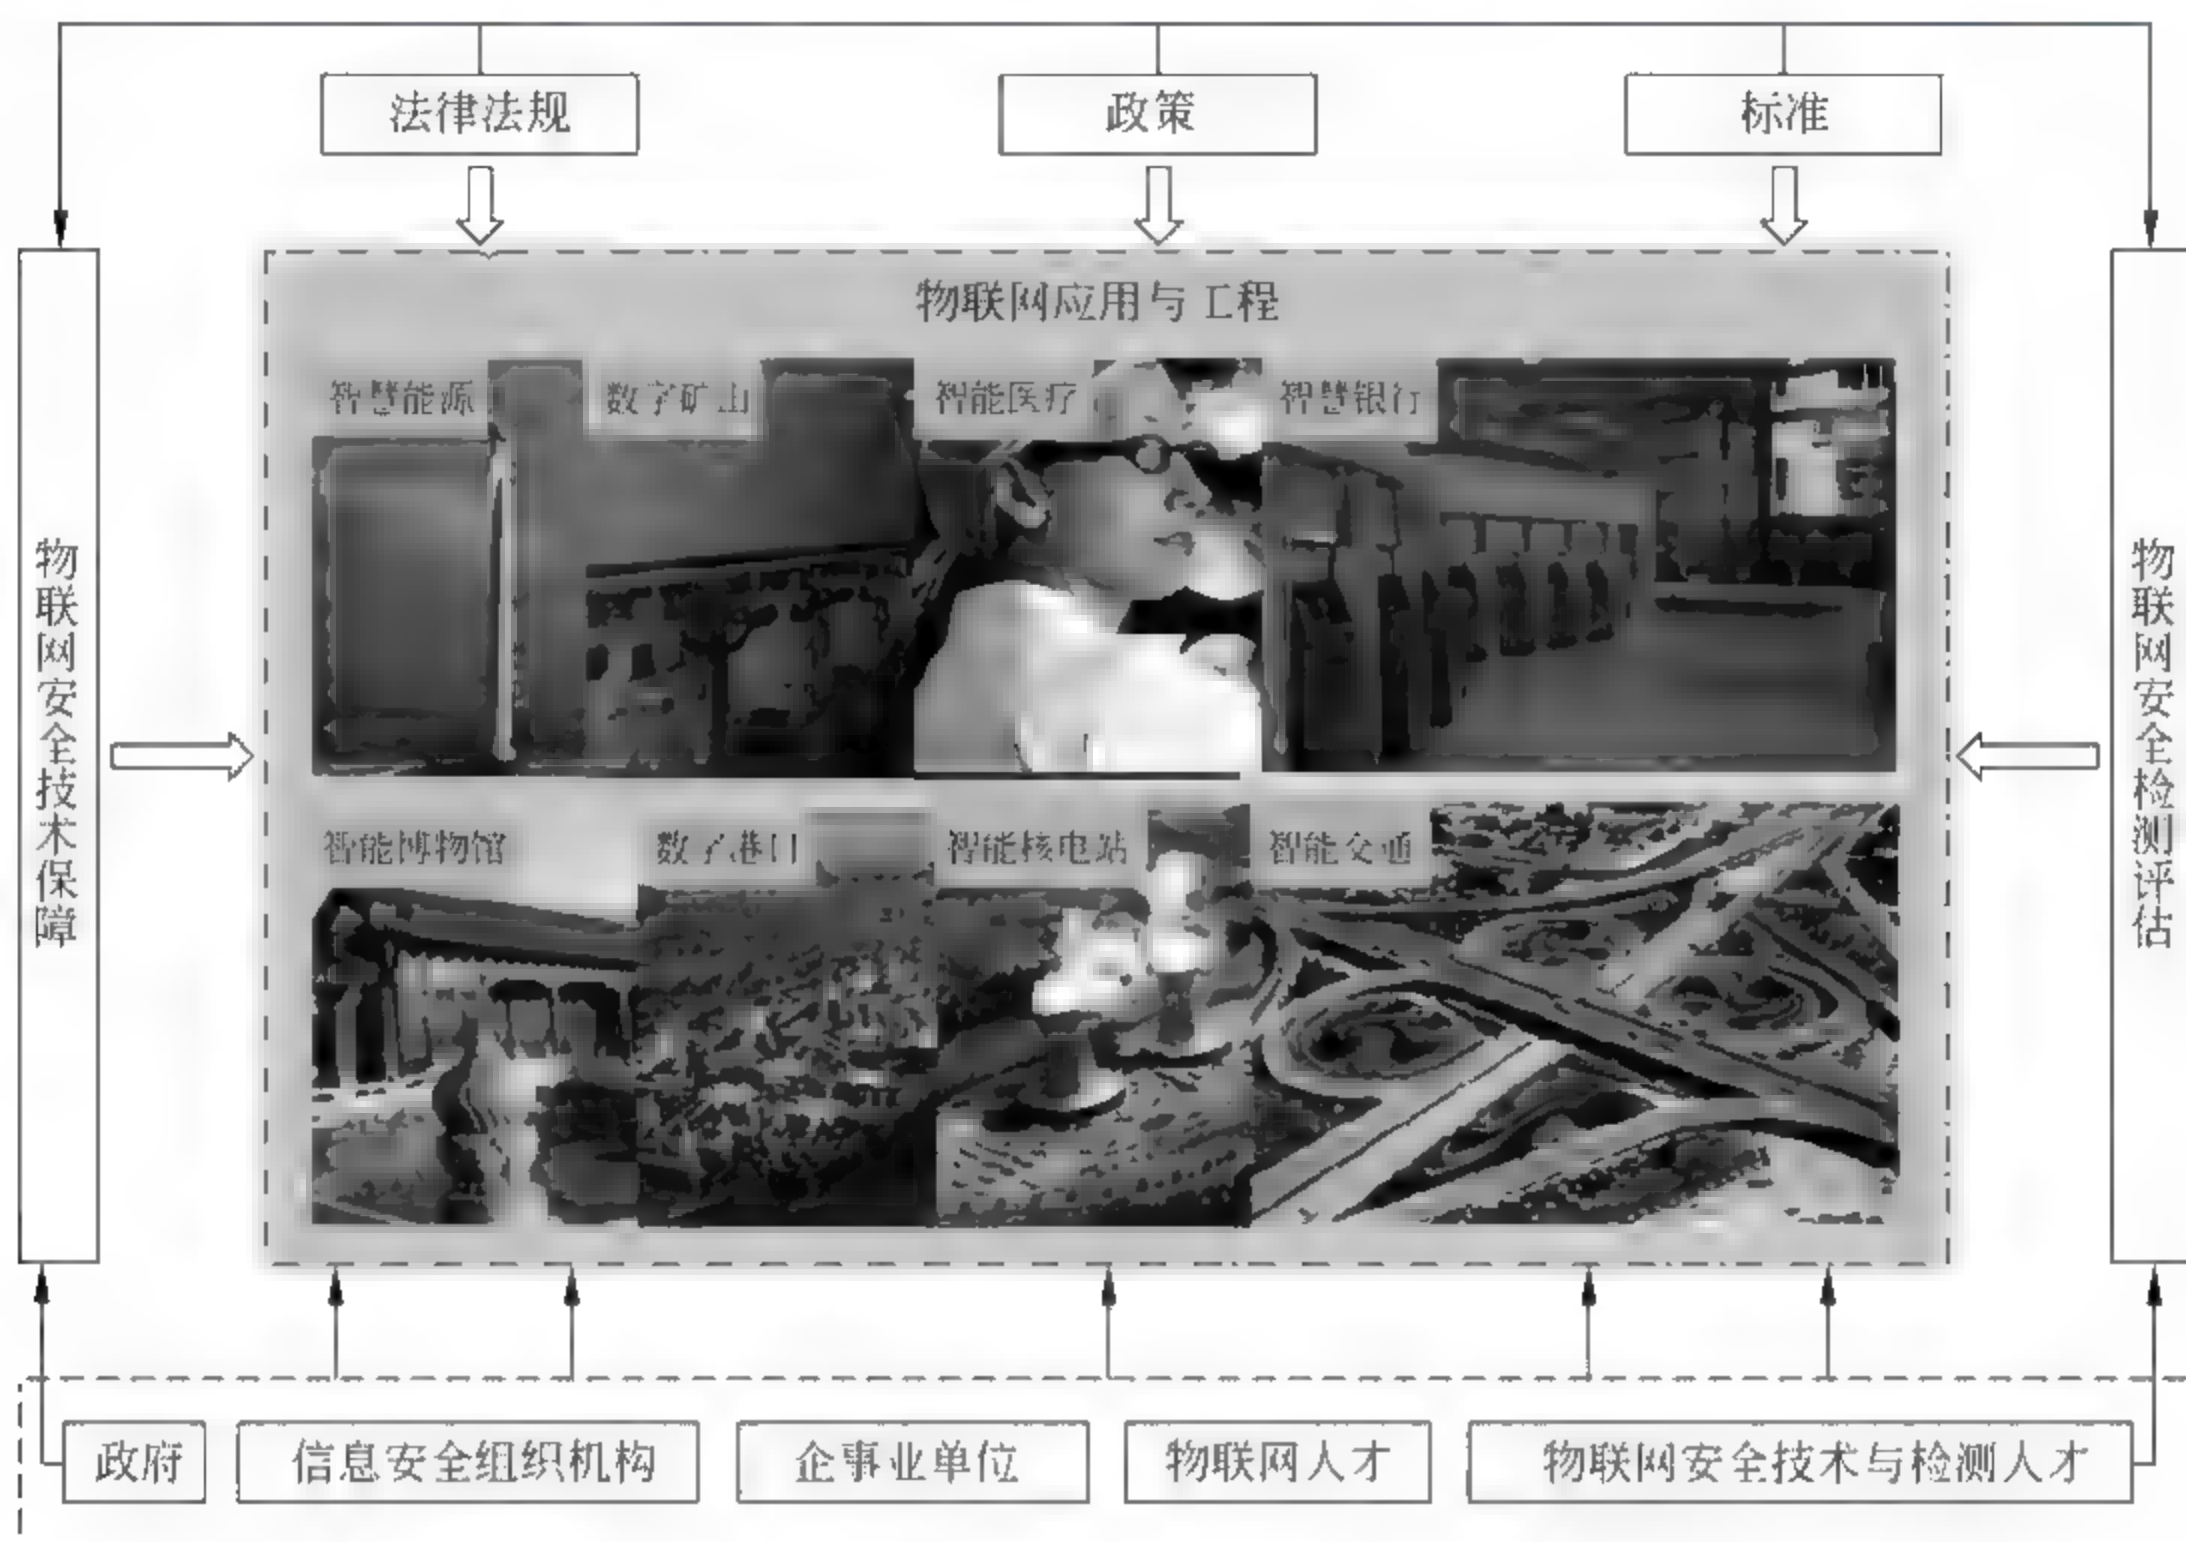 法律法规
政策
标准
物联网应用与工程
智慧能源
数字矿山
智能医疗
智慧银行
物联网安全技术保障
物联网安全检测评估
智能博物馆
数字港口
智能核电站
智能交通
政府
信息安全组织机构
企事业单位
物联网人才
物联网安全技术与检测人才